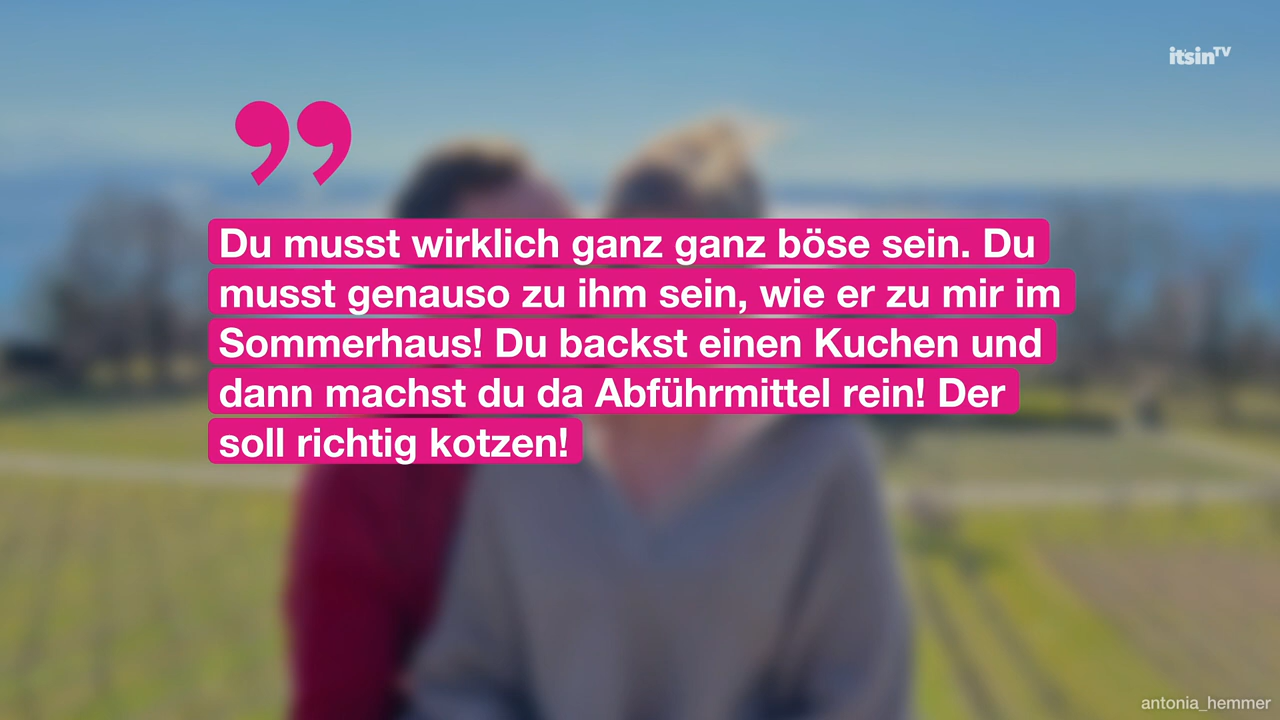 itsinTV
”
Du musst wirklich ganz ganz böse sein. Du
musst genauso zu ihm sein, wie er zu mir im
Sommerhaus! Du backst einen Kuchen und
dann machst du da Abführmittel rein! Der
soll richtig kotzen!
antonia_hemmer